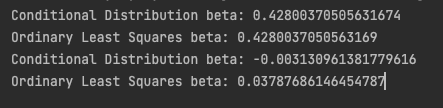 Conditional Distribution beta: 0.42800370505631674
Ordinary Least Squares beta: 0.4280037050563169
Conditional Distribution beta: -0.003130961381779616
Ordinary Least Squares beta: 0.03787686146454787